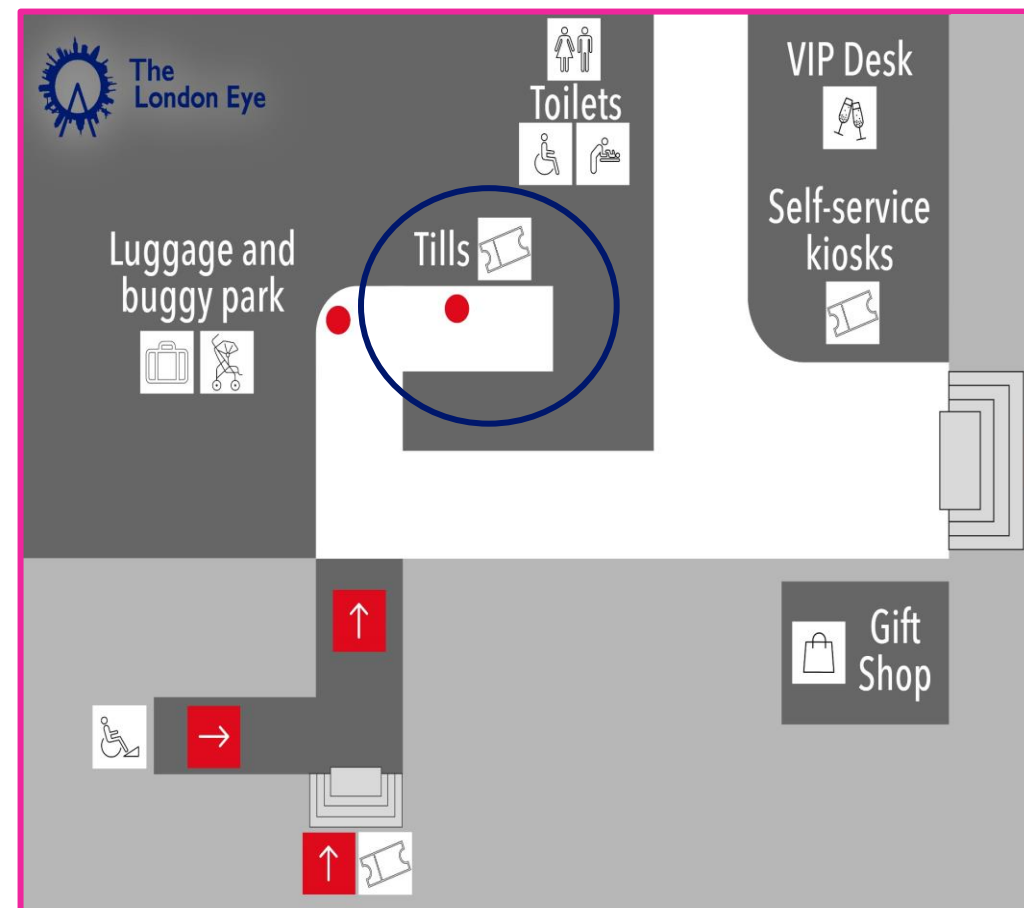 The
London Eye
Toilets
VIP Desk
Luggage and
buggy park
Tills
Self-service
kiosks
Gift
Shop